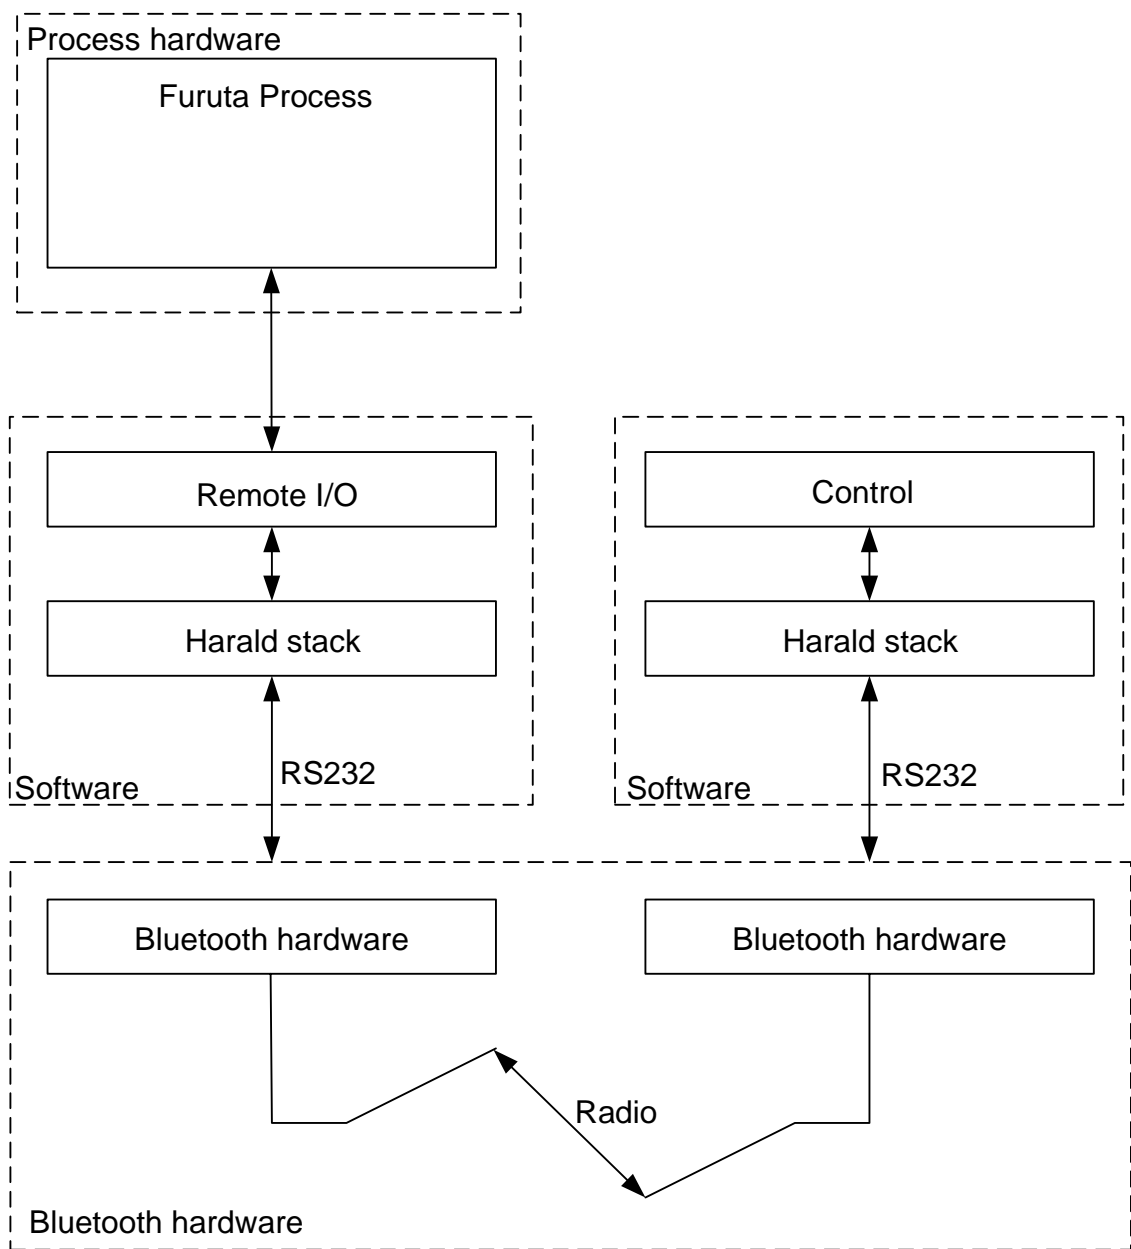 Process hardware
Furuta Process
Remote I/O
Control
Harald stack
Harald stack
RS232
RS232
Software
Software
Bluetooth hardware
Bluetooth hardware
Radio
Bluetooth hardware